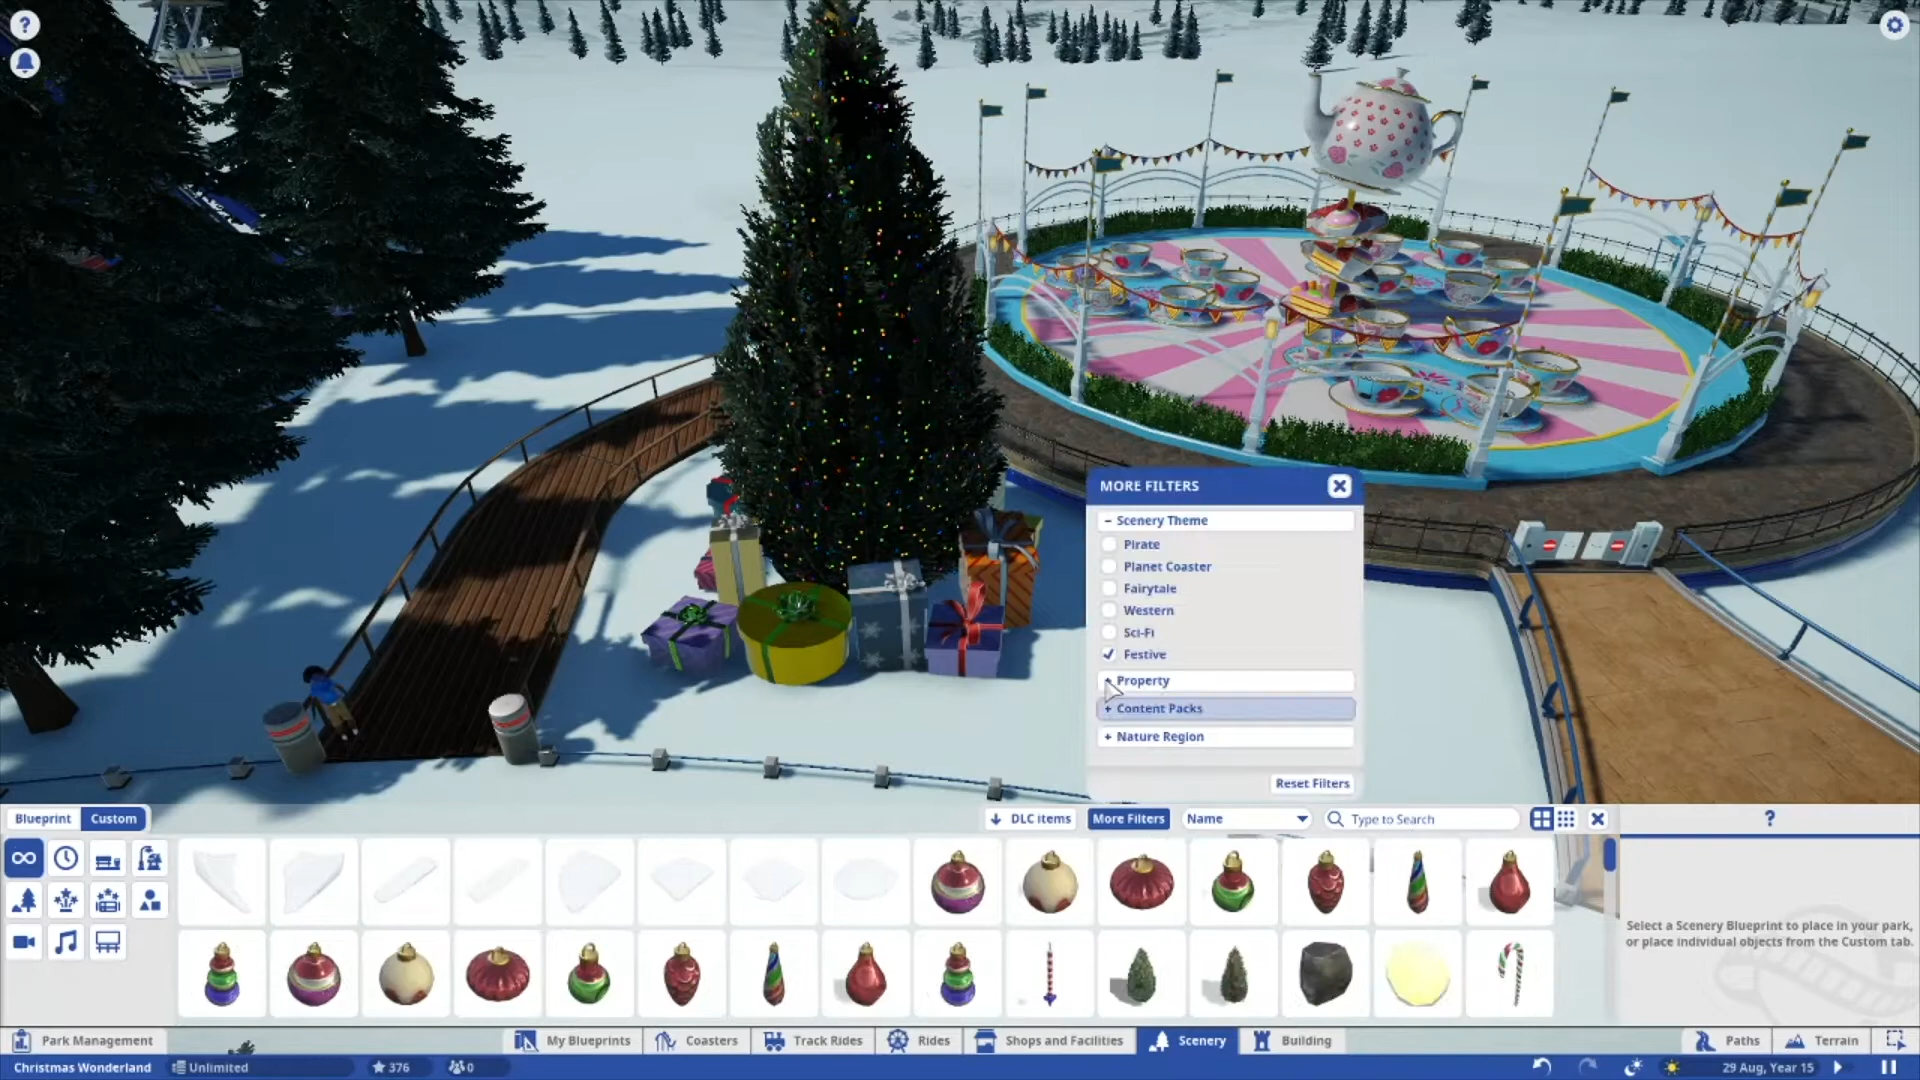 ?
MORE FILTERS
− Scenery Theme
Pirate
Planet Coaster
Fairytale
Western
Sci-Fi
Festive
Property
+ Content Packs
+ Nature Region
Reset Filters
Blueprint Custom
DLC items More Filters Name Type to Search
?
Select a Scenery Blueprint to place in your park,
or place individual objects from the Custom tab.
Park Management My Blueprints Coasters Track Rides Rides Shops and Facilities Scenery Building Paths Terrain
Christmas Wonderland Unlimited 376 0 29 Aug, Year 15